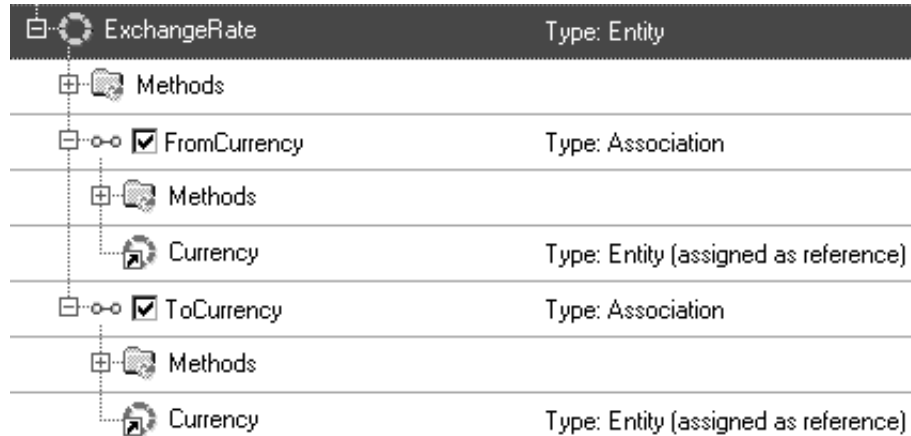 ExchangeRate Type: Entity
Methods
FromCurrency Type: Association
Methods
Currency Type: Entity (assigned as reference)
ToCurrency Type: Association
Methods
Currency Type: Entity (assigned as reference)